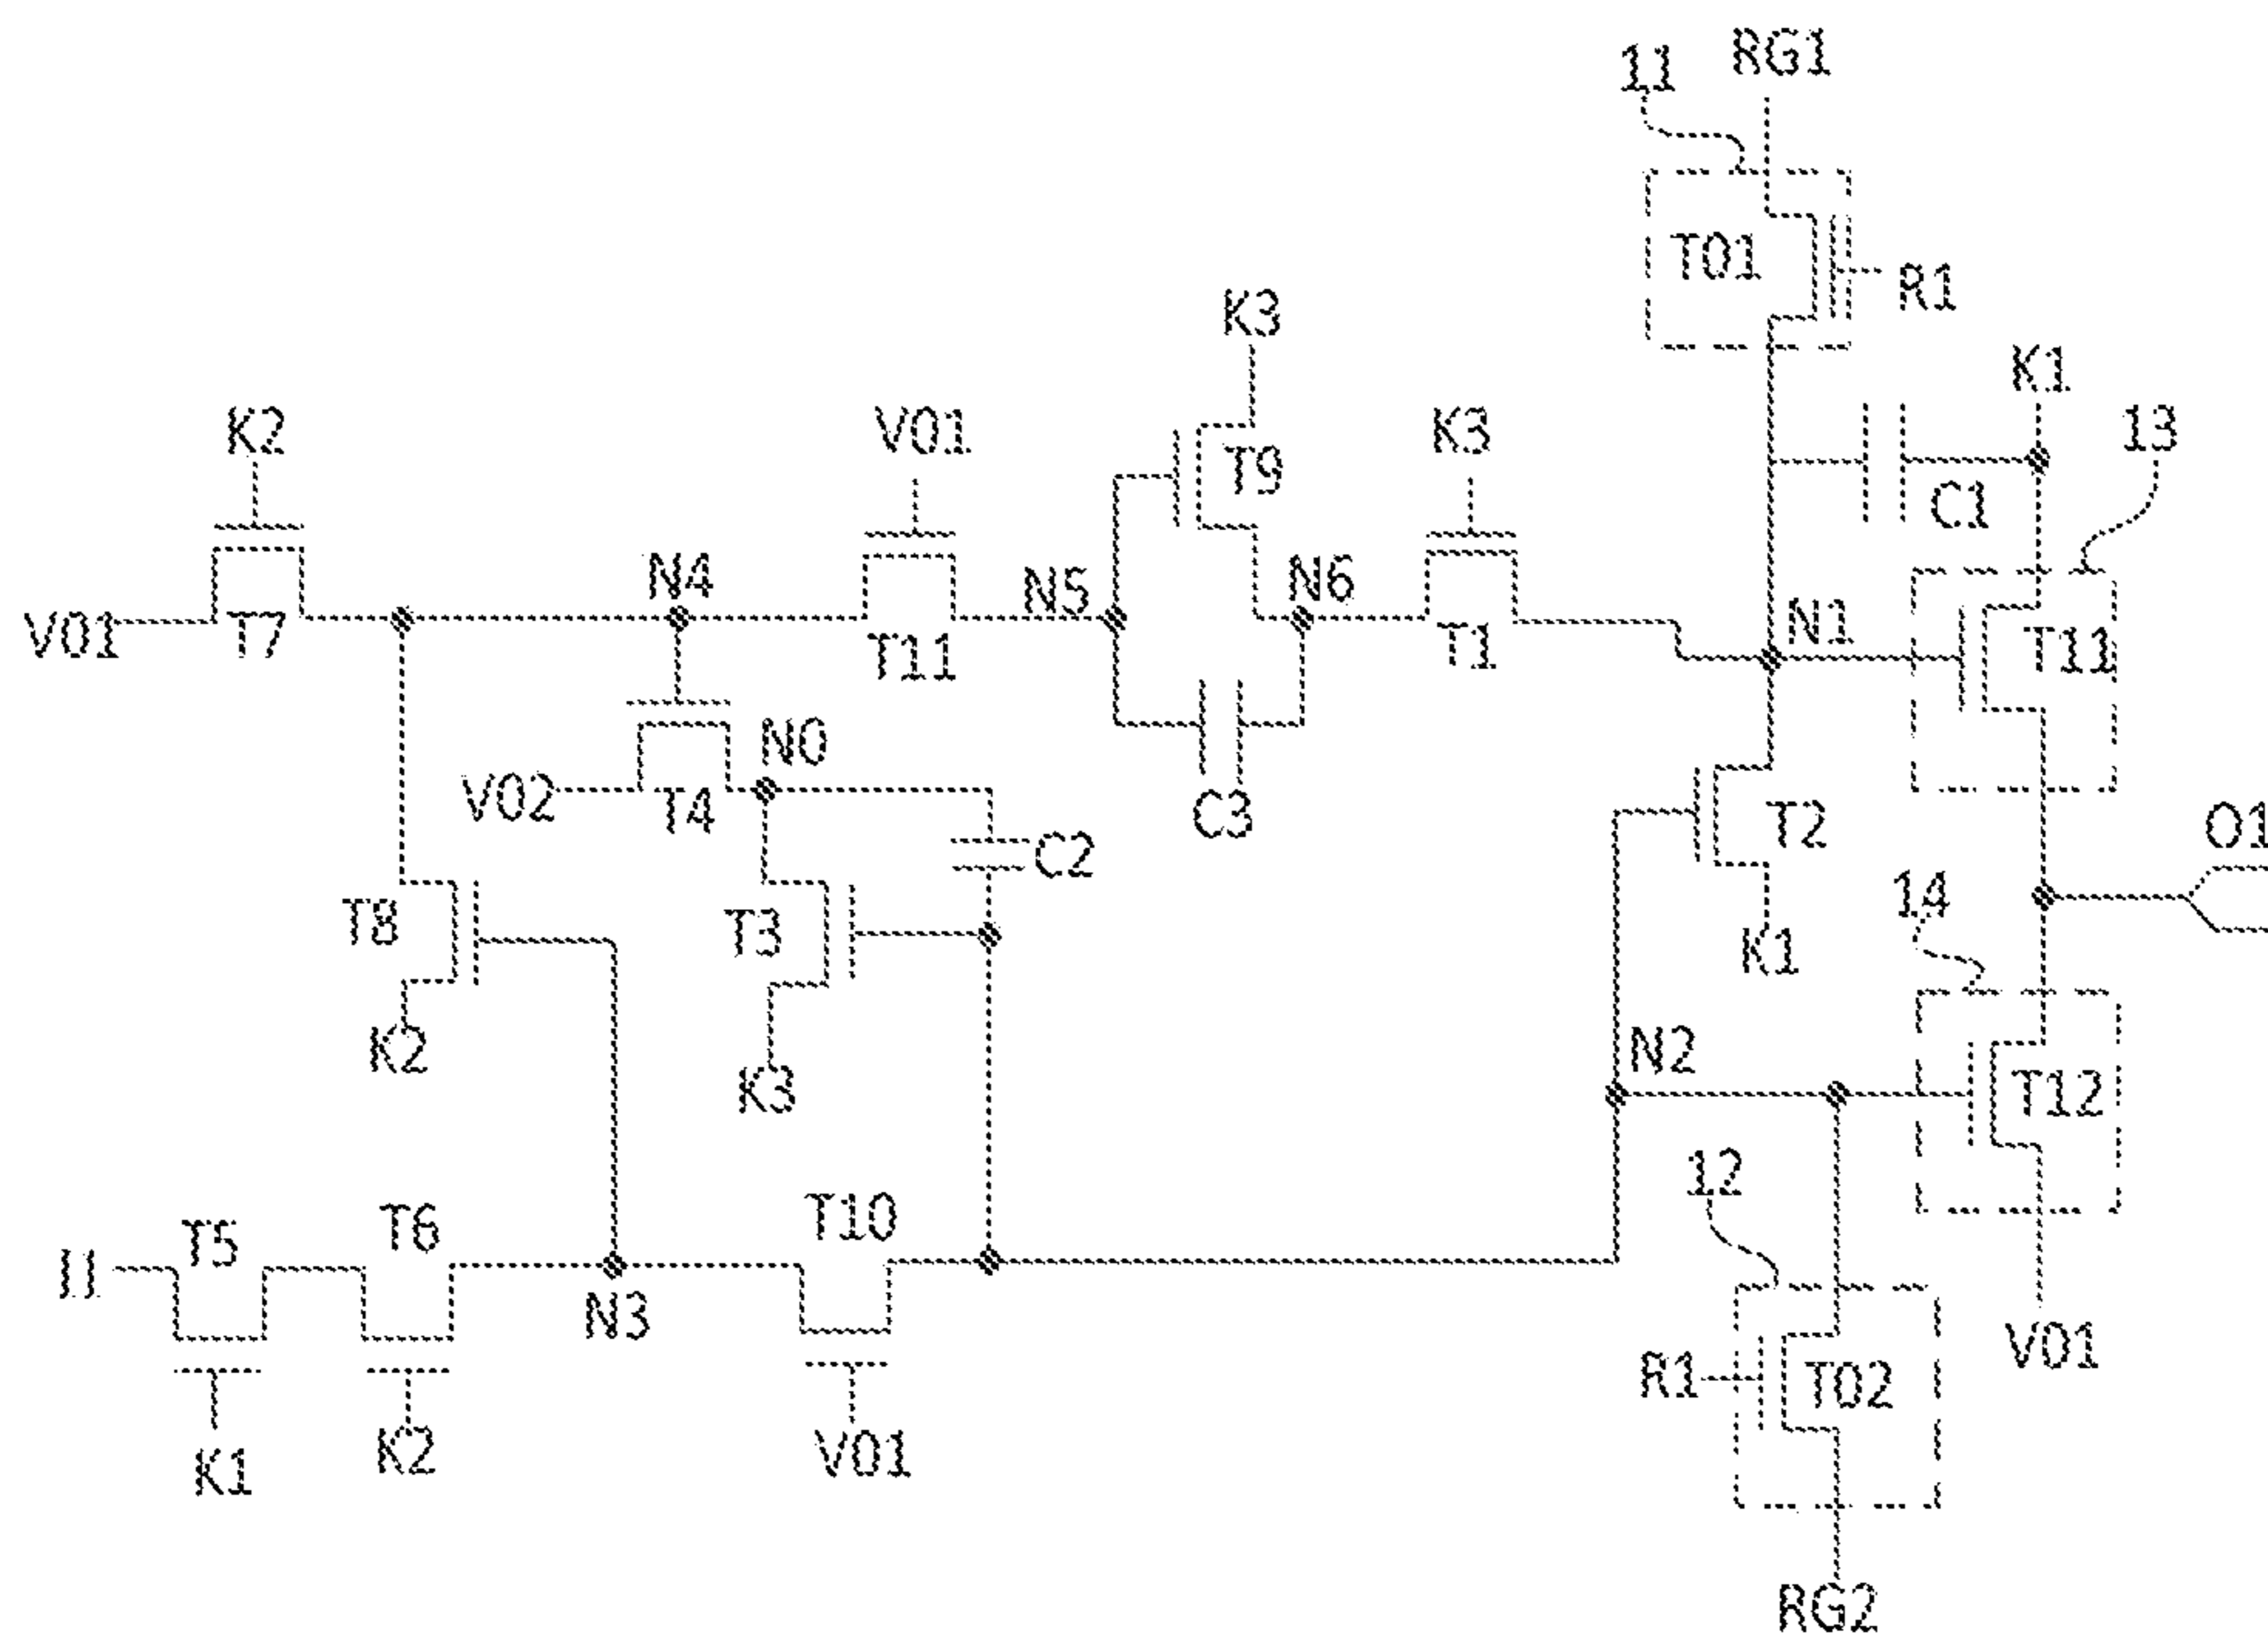 11 RG1
T01
R1
K3
K1
K2
V01
K3
13
T9
C1
N4
N5
N6
N1
V01
T7
T11
T1
T11
N0
V02
T4
C3
T2
O1
C2
14
T8
T3
K1
K2
N2
K3
T12
12
T10
T6
T5
I1
N3
V01
R1
T02
K1
K2
V01
RG2